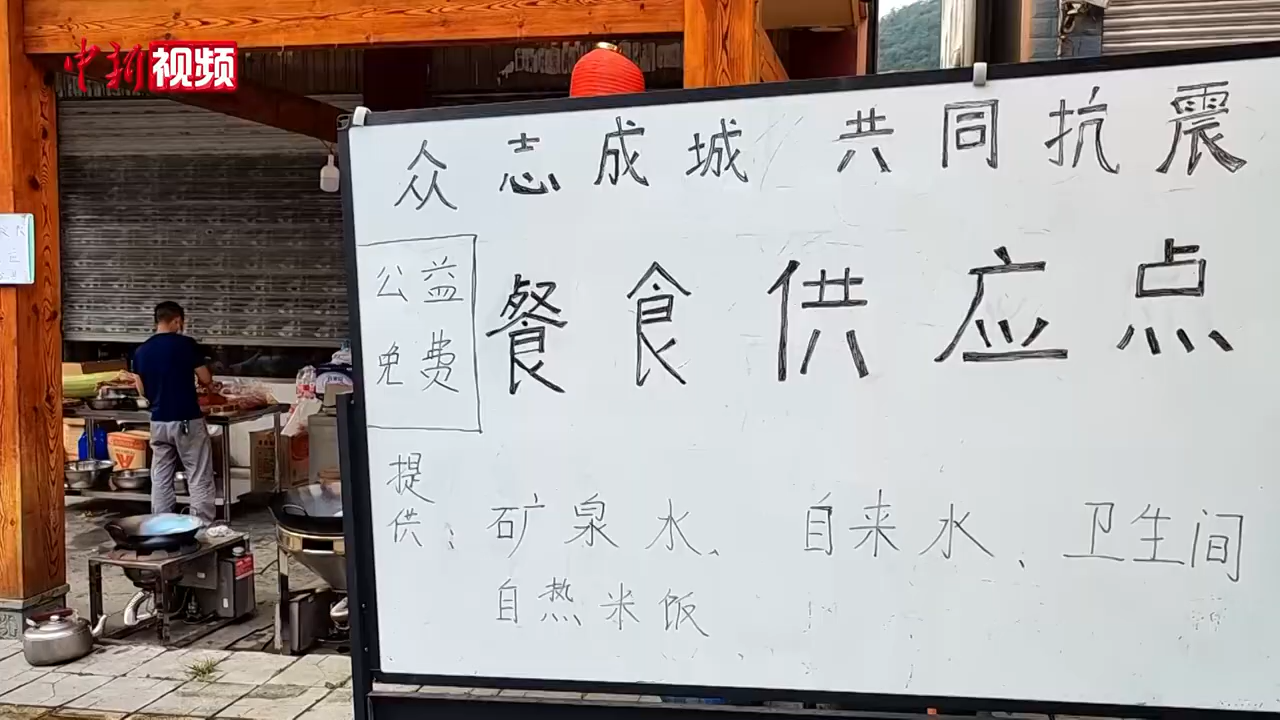 中新视频
众志成城 共同抗震
公益
免费
餐食供应点
提供：矿泉水、自来水、卫生间
自热米饭